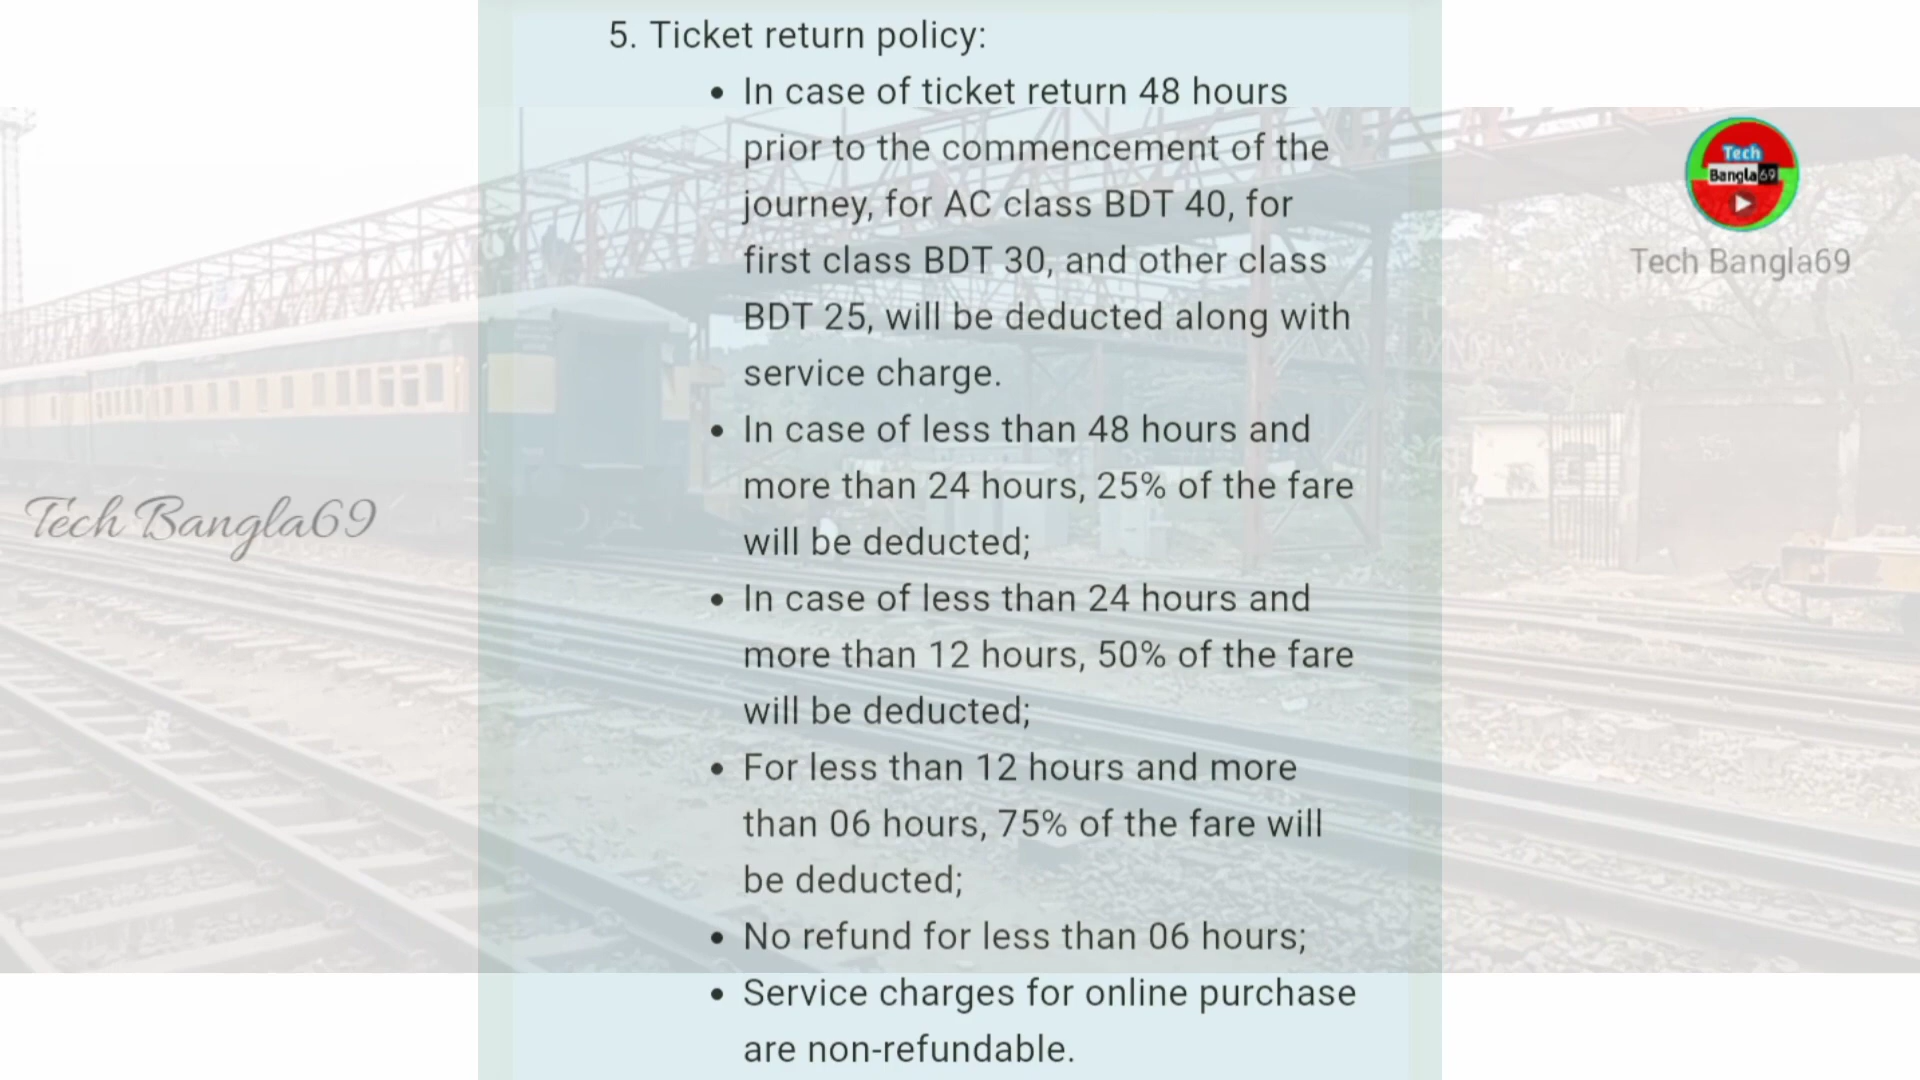 5. Ticket return policy:
• In case of ticket return 48 hours
prior to the commencement of the
journey, for AC class BDT 40, for
first class BDT 30, and other class
BDT 25, will be deducted along with
service charge.
• In case of less than 48 hours and
more than 24 hours, 25% of the fare
will be deducted;
• In case of less than 24 hours and
more than 12 hours, 50% of the fare
will be deducted;
• For less than 12 hours and more
than 06 hours, 75% of the fare will
be deducted;
• No refund for less than 06 hours;
• Service charges for online purchase
are non-refundable.
Tech Bangla69
Tech
Bangla69
Tech Bangla69